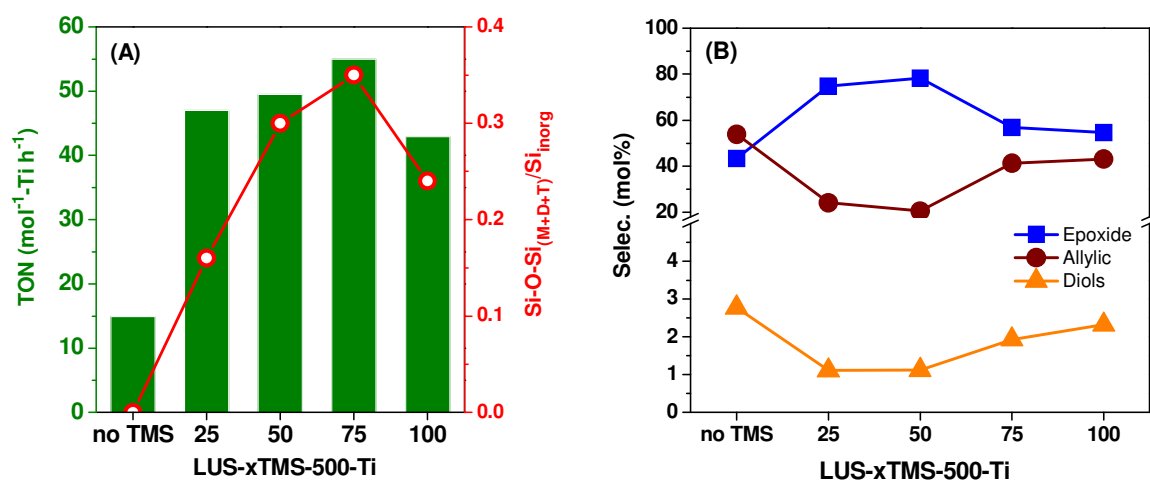 (A)
TON (mol⁻¹-Ti h⁻¹)
60
50
40
30
20
10
0
0.4
0.3
0.2
0.1
0.0
Si-O-Si(M+D+T)/Siinorg
no TMS 25 50 75 100
LUS-xTMS-500-Ti
(B)
Selec. (mol%)
100
80
60
40
20
5
4
3
2
1
0
Epoxide
Allylic
Diols
no TMS 25 50 75 100
LUS-xTMS-500-Ti